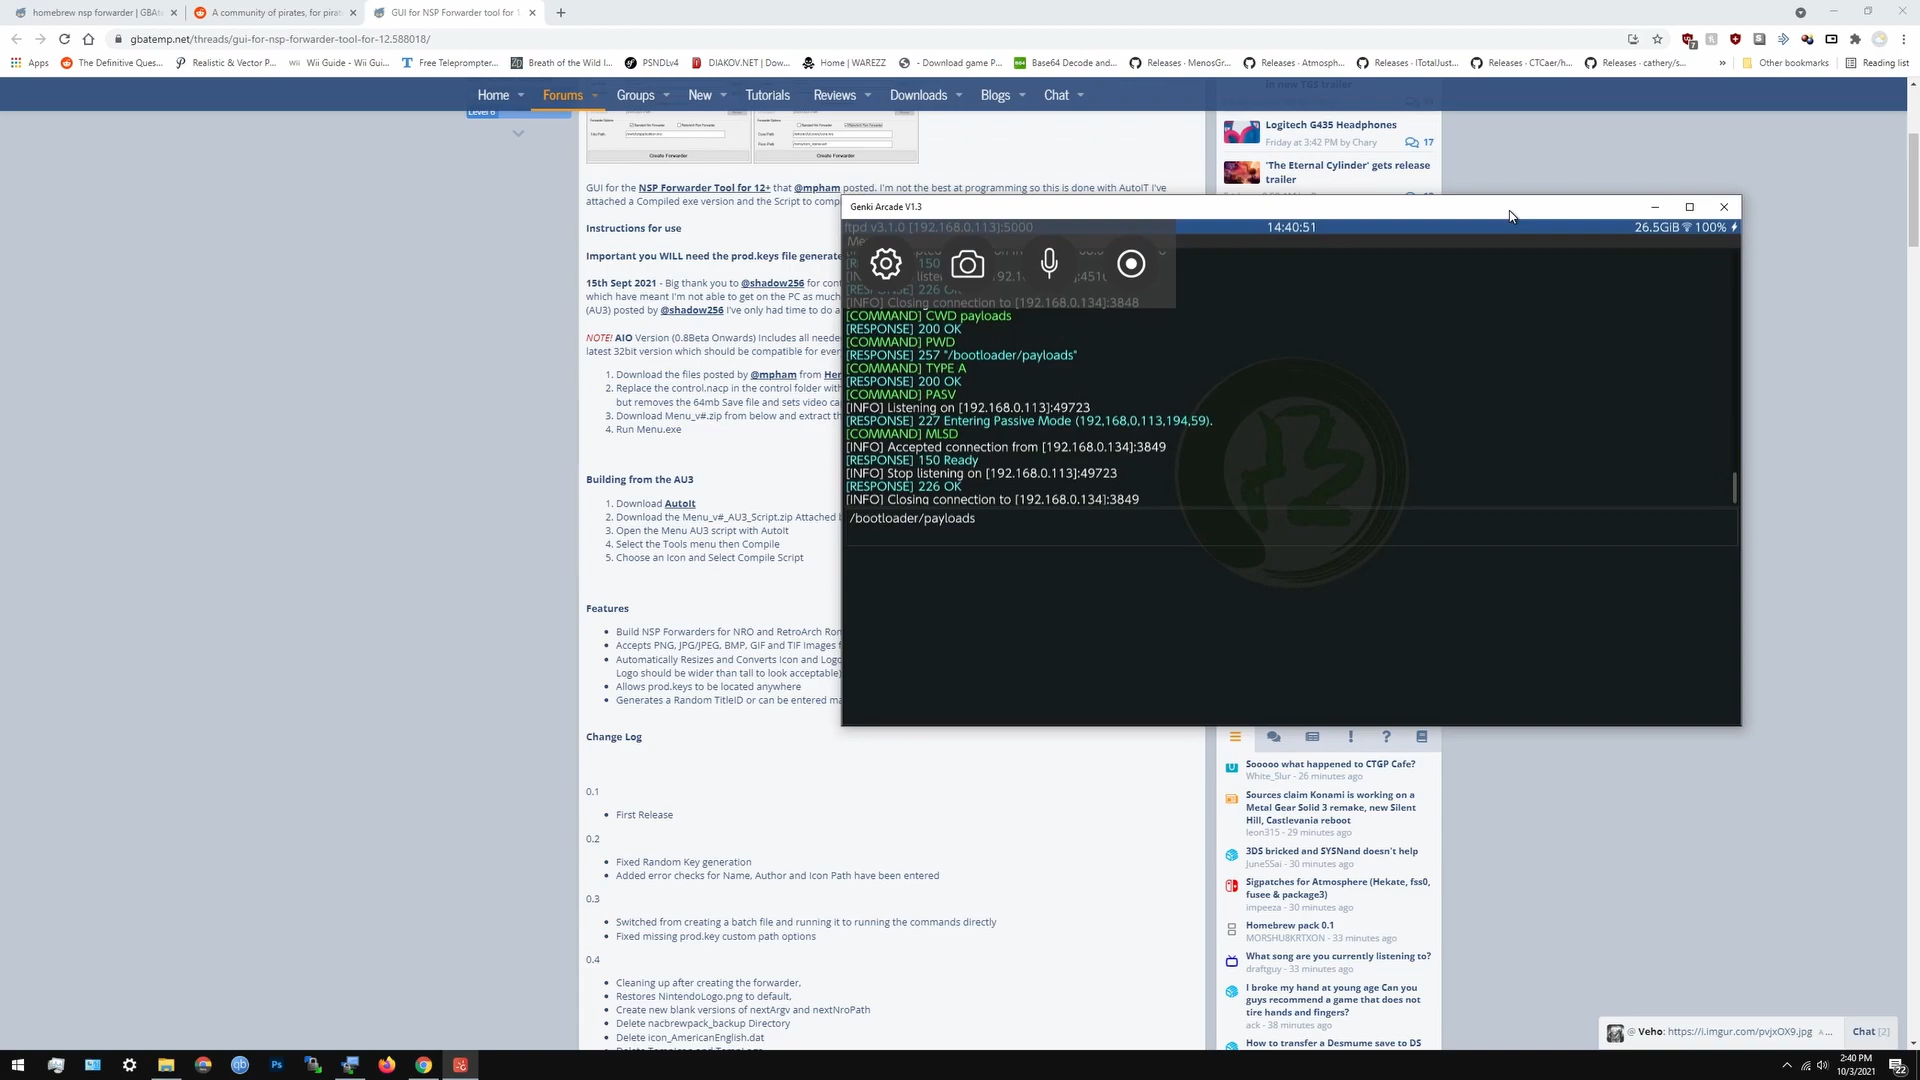 homebrew nsp forwarder | GBAt
A community of pirates, for pirat
GUI for NSP Forwarder tool for 1
gbatemp.net/threads/gui-for-nsp-forwarder-tool-for-12.588018/
Apps
The Definitive Ques...
Realistic & Vector P...
Wii Guide - Wii Gui...
Free Teleprompter...
Breath of the Wild I...
PSNDLv4
DIAKOV.NET | Dow...
Home | WAREZZ
- Download game P...
Base64 Decode and...
Releases · MenosGr...
Releases · Atmosph...
Releases · ITotalJust...
Releases · CTCaer/h...
Releases · cathery/s...
»
Other bookmarks
Reading list
Home
Forums
Groups
New
Tutorials
Reviews
Downloads
Blogs
Chat
Level 6
Create Forwarder
Create Forwarder
in new TGS trailer
Logitech G435 Headphones
Friday at 3:42 PM by Chary
17
'The Eternal Cylinder' gets release
trailer
GUI for the NSP Forwarder Tool for 12+ that @mpham posted. I'm not the best at programming so this is done with AutoIT I've
attached a Compiled exe version and the Script to comp
Instructions for use
Important you WILL need the prod.keys file generate
15th Sept 2021 - Big thank you to @shadow256 for con
which have meant I'm not able to get on the PC as much
(AU3) posted by @shadow256 I've only had time to do a
NOTE! AIO Version (0.8Beta Onwards) Includes all neede
latest 32bit version which should be compatible for ever
1. Download the files posted by @mpham from Her
2. Replace the control.nacp in the control folder with
but removes the 64mb Save file and sets video ca
3. Download Menu_v#.zip from below and extract th
4. Run Menu.exe
Building from the AU3
1. Download AutoIt
2. Download the Menu_v#_AU3_Script.zip Attached b
3. Open the Menu AU3 script with AutoIt
4. Select the Tools menu then Compile
5. Choose an Icon and Select Compile Script
Features
Build NSP Forwarders for NRO and RetroArch Ron
Accepts PNG, JPG/JPEG, BMP, GIF and TIF Images f
Automatically Resizes and Converts Icon and Logo
Logo should be wider than tall to look acceptable)
Allows prod.keys to be located anywhere
Generates a Random TitleID or can be entered ma
Change Log
0.1
First Release
0.2
Fixed Random Key generation
Added error checks for Name, Author and Icon Path have been entered
0.3
Switched from creating a batch file and running it to running the commands directly
Fixed missing prod.key custom path options
0.4
Cleaning up after creating the forwarder,
Restores NintendoLogo.png to default,
Create new blank versions of nextArgv and nextNroPath
Delete nacbrewpack_backup Directory
Delete icon_AmericanEnglish.dat
Genki Arcade V1.3
ftpd v3.1.0 [192.168.0.113]:5000
14:40:51
26.5GiB
100%
[INFO] Closing connection to [192.168.0.134]:3848
[COMMAND] CWD payloads
[RESPONSE] 200 OK
[COMMAND] PWD
[RESPONSE] 257 "/bootloader/payloads"
[COMMAND] TYPE A
[RESPONSE] 200 OK
[COMMAND] PASV
[INFO] Listening on [192.168.0.113]:49723
[RESPONSE] 227 Entering Passive Mode (192,168,0,113,194,59).
[COMMAND] MLSD
[INFO] Accepted connection from [192.168.0.134]:3849
[RESPONSE] 150 Ready
[INFO] Stop listening on [192.168.0.113]:49723
[RESPONSE] 226 OK
[INFO] Closing connection to [192.168.0.134]:3849
/bootloader/payloads
Sooooo what happened to CTGP Cafe?
White_Slur - 26 minutes ago
Sources claim Konami is working on a
Metal Gear Solid 3 remake, new Silent
Hill, Castlevania reboot
leon315 - 29 minutes ago
3DS bricked and SYSNand doesn't help
JuneSSai - 30 minutes ago
Sigpatches for Atmosphere (Hekate, fss0,
fusee & package3)
impeeza - 30 minutes ago
Homebrew pack 0.1
MORSHU8KRTXON - 33 minutes ago
What song are you currently listening to?
draftguy - 33 minutes ago
I broke my hand at young age Can you
guys recommend a game that does not
tire hands and fingers?
ack - 38 minutes ago
How to transfer a Desmume save to DS
@ Veho: https://i.imgur.com/pvjxOX9.jpg
Chat [2]
2:40 PM
10/3/2021
22